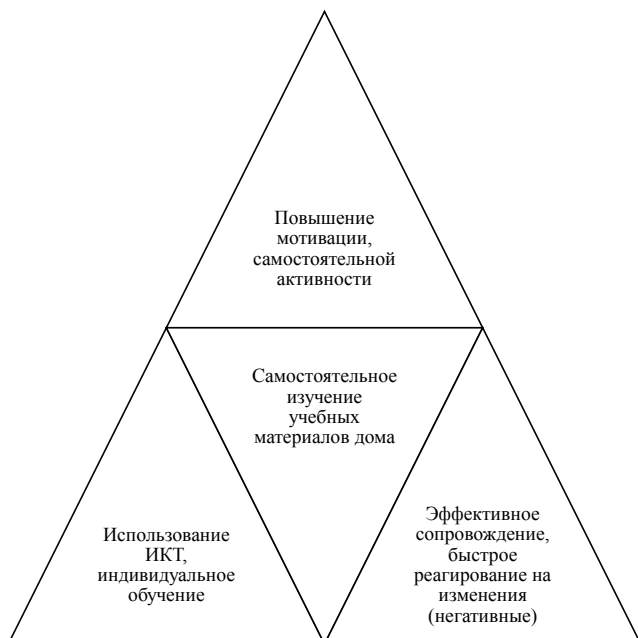 Повышение
мотивации,
самостоятельной
активности
Самостоятельное
изучение
учебных
материалов дома
Использование
ИКТ,
индивидуальное
обучение
Эффективное
сопровождение,
быстрое
реагирование на
изменения
(негативные)